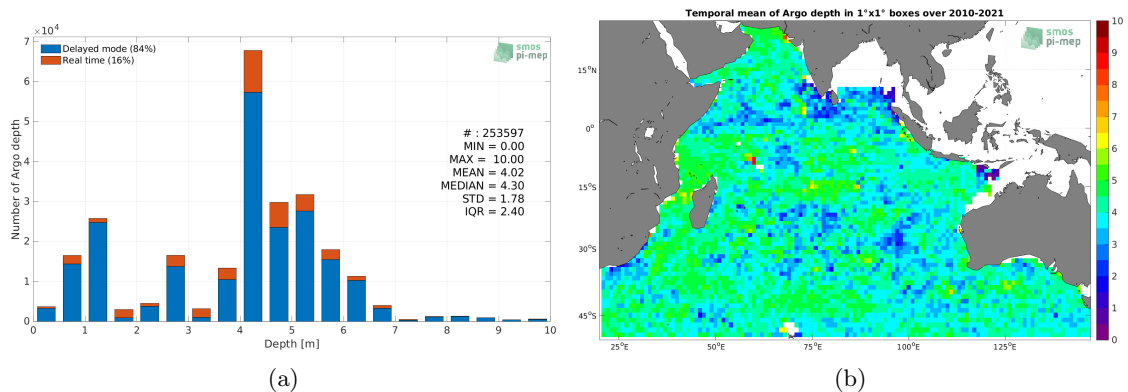 ×10⁴
7
6
5
4
3
2
1
0
Number of Argo depth
Delayed mode (84%)
Real time (16%)
smos
pi-mep
# : 253597
MIN = 0.00
MAX = 10.00
MEAN = 4.02
MEDIAN = 4.30
STD = 1.78
IQR = 2.40
0 1 2 3 4 5 6 7 8 9 10
Depth [m]
(a)
Temporal mean of Argo depth in 1°x1° boxes over 2010-2021
smos
pi-mep
15°N
0°
15°S
30°S
45°S
25°E 50°E 75°E 100°E 125°E
10
9
8
7
6
5
4
3
2
1
0
(b)